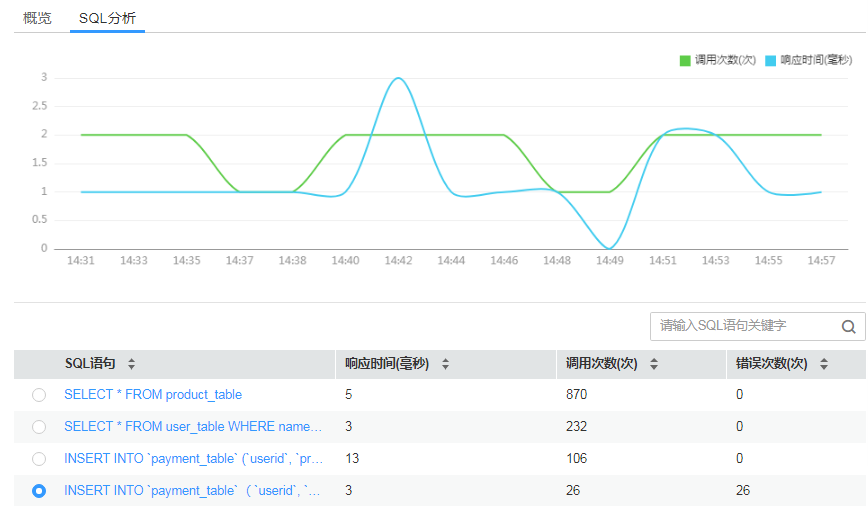 概览 SQL分析
调用次数(次) 响应时间(毫秒)
3
2.5
2
1.5
1
0.5
0
14:31 14:33 14:35 14:37 14:38 14:40 14:42 14:44 14:46 14:48 14:49 14:51 14:53 14:55 14:57
请输入SQL语句关键字
SQL语句 响应时间(毫秒) 调用次数(次) 错误次数(次)
SELECT * FROM product_table 5 870 0
SELECT * FROM user_table WHERE name... 3 232 0
INSERT INTO `payment_table` (`userid`, `pr... 13 106 0
INSERT INTO `payment_table` ( `userid`, `... 3 26 26